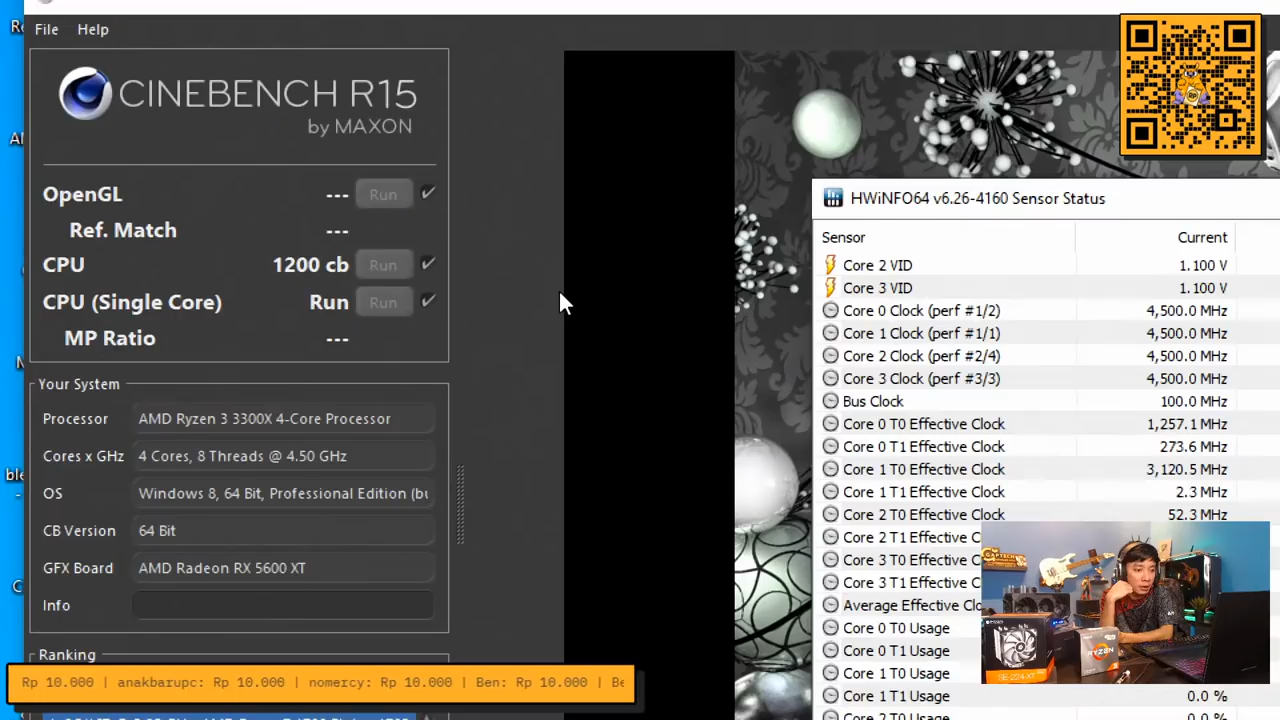 File Help
CINEBENCH R15
by MAXON
OpenGL --- Run
Ref. Match ---
CPU 1200 cb Run
CPU (Single Core) Run Run
MP Ratio ---
Your System
Processor AMD Ryzen 3 3300X 4-Core Processor
Cores x GHz 4 Cores, 8 Threads @ 4.50 GHz
OS Windows 8, 64 Bit, Professional Edition (bu
CB Version 64 Bit
GFX Board AMD Radeon RX 5600 XT
Info
Ranking
Rp 10.000 | anakbarupc: Rp 10.000 | nomercy: Rp 10.000 | Ben: Rp 10.000 | Be
HWiNFO64 v6.26-4160 Sensor Status
Sensor Current
Core 2 VID 1.100 V
Core 3 VID 1.100 V
Core 0 Clock (perf #1/2) 4,500.0 MHz
Core 1 Clock (perf #1/1) 4,500.0 MHz
Core 2 Clock (perf #2/4) 4,500.0 MHz
Core 3 Clock (perf #3/3) 4,500.0 MHz
Bus Clock 100.0 MHz
Core 0 T0 Effective Clock 1,257.1 MHz
Core 0 T1 Effective Clock 273.6 MHz
Core 1 T0 Effective Clock 3,120.5 MHz
Core 1 T1 Effective Clock 2.3 MHz
Core 2 T0 Effective Clock 52.3 MHz
Core 2 T1 Effective C
Core 3 T0 Effective C
Core 3 T1 Effective C
Average Effective Clo
Core 0 T0 Usage
Core 0 T1 Usage
Core 1 T0 Usage
Core 1 T1 Usage 0.0 %
Core 2 T0 Usage 0.0 %
CAPTECH
RYZEN
SE-224-XT